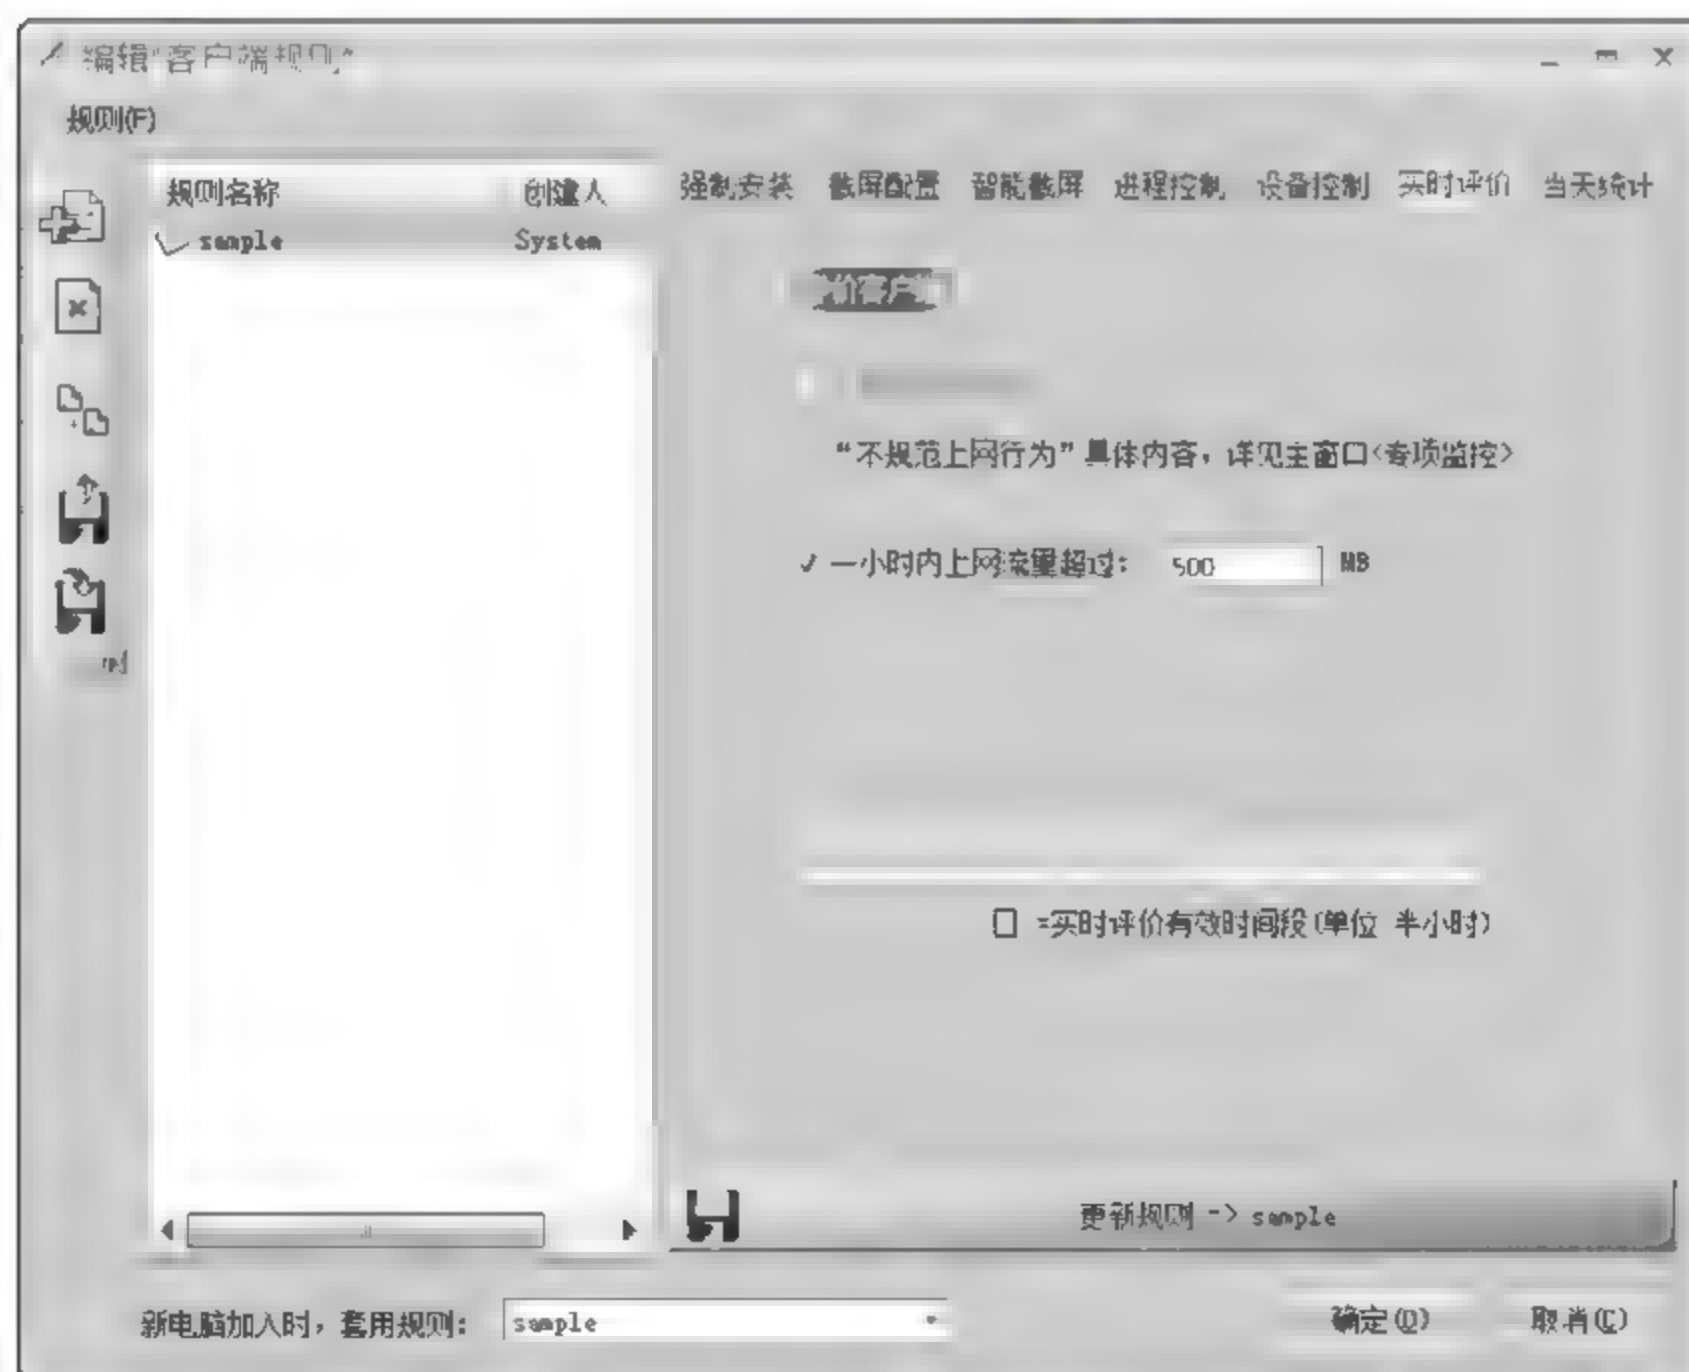 编辑"客户端规则"
规则(F)
规则名称 创建人
sample System
强制安装 截屏配置 智能截屏 进程控制 设备控制 实时评价 当天统计
价客户
“不规范上网行为”具体内容，详见主窗口<专项监控>
一小时内上网流量超过： 500 MB
=实时评价有效时间段(单位 半小时)
更新规则 -> sample
新电脑加入时，套用规则： sample
确定(O) 取消(C)